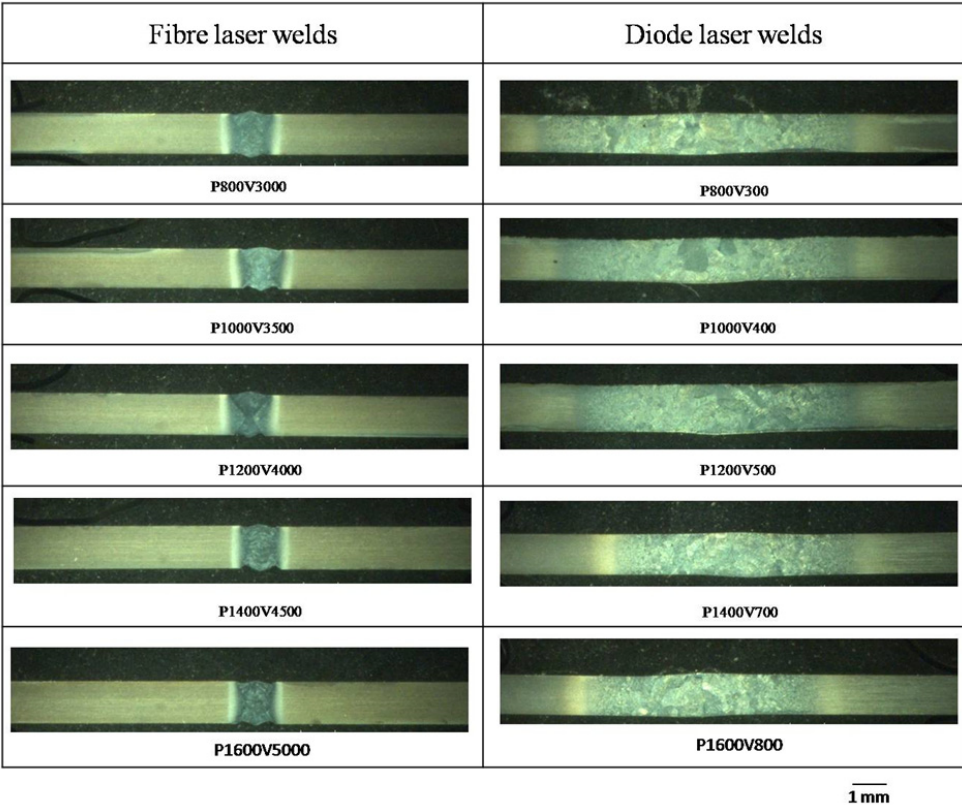 Fibre laser welds
Diode laser welds
P800V3000
P800V300
P1000V3500
P1000V400
P1200V4000
P1200V500
P1400V4500
P1400V700
P1600V5000
P1600V800
1 mm